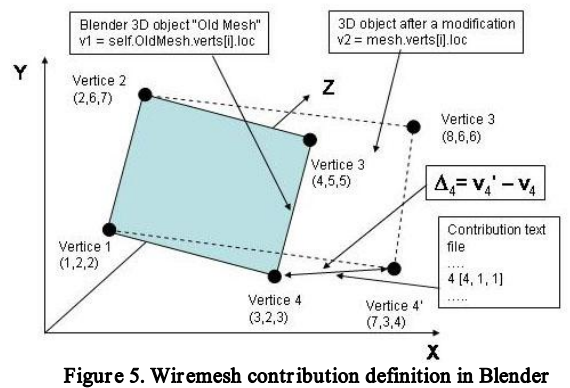 Blender 3D object "Old Mesh"
v1 = self.OldMesh.verts[i].loc
3D object after a modification
v2 = mesh.verts[i].loc
Y
Z
Vertice 2
(2,6,7)
Vertice 3
(8,6,6)
Vertice 3
(4,5,5)
Δ4= v4' – v4
Contribution text
file
....
4 [4, 1, 1]
.....
Vertice 1
(1,2,2)
Vertice 4
(3,2,3)
Vertice 4'
(7,3,4)
X
Figure 5. Wiremesh contribution definition in Blender